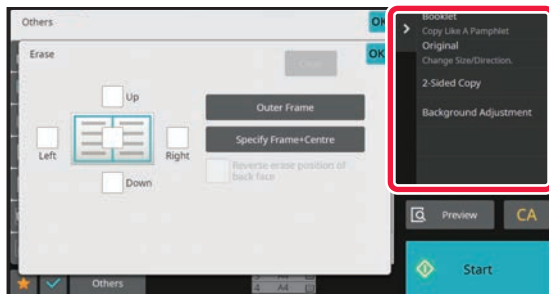 Others
OK
Booklet
Copy Like A Pamphlet
Original
Change Size/Direction.
2-Sided Copy
Background Adjustment
Erase
OK
Clear
Up
Outer Frame
Specify Frame+Centre
Left
Right
Reverse erase position of
back face
Down
Preview
CA
Start
Others
A4
4 A4